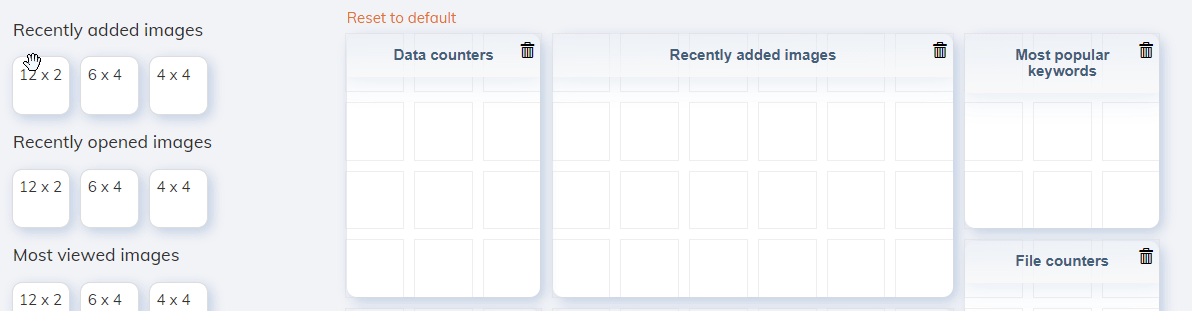 Recently added images
12 x 2
6 x 4
4 x 4
Recently opened images
12 x 2
6 x 4
4 x 4
Most viewed images
12 x 2
6 x 4
4 x 4
Reset to default
Data counters
Recently added images
Most popular
keywords
File counters